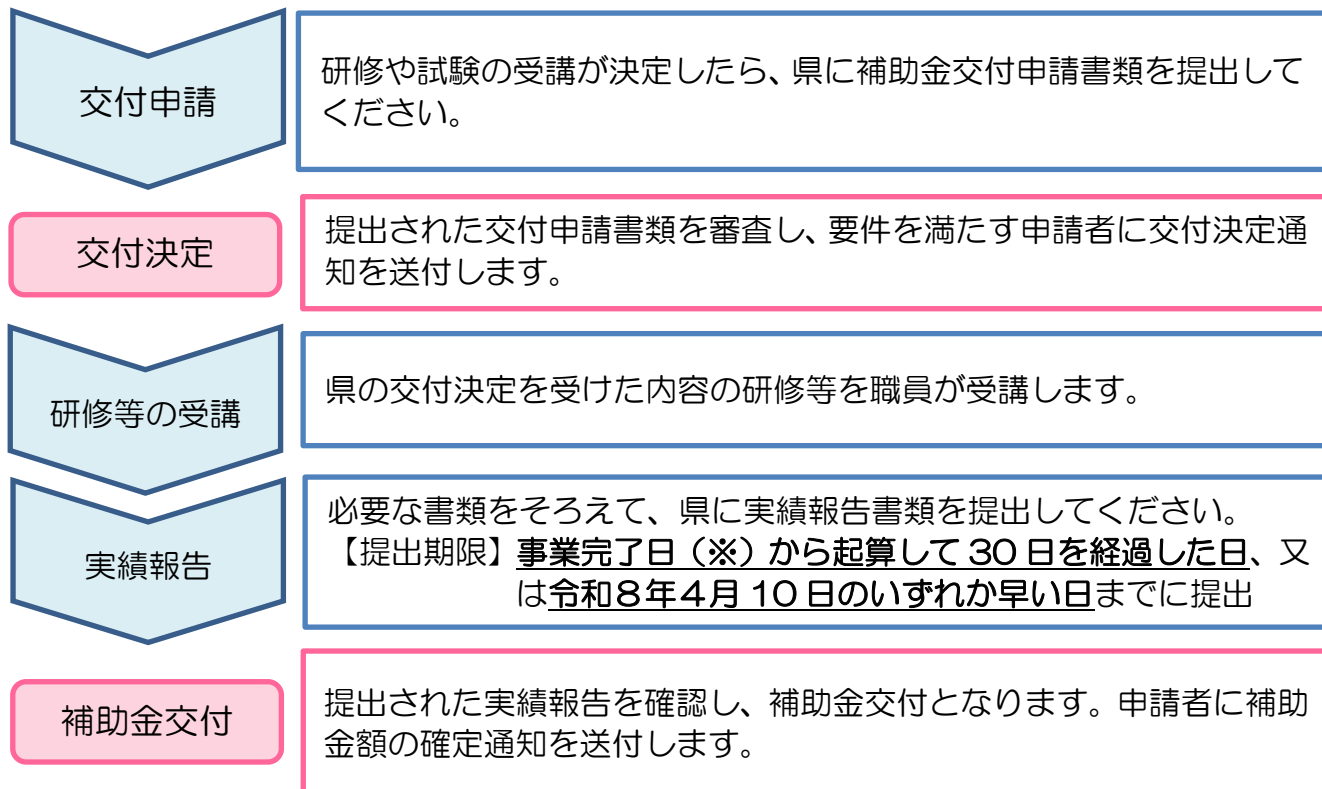 交付申請
研修や試験の受講が決定したら、県に補助金交付申請書類を提出して
ください。
交付決定
提出された交付申請書類を審査し、要件を満たす申請者に交付決定通
知を送付します。
研修等の受講
県の交付決定を受けた内容の研修等を職員が受講します。
実績報告
必要な書類をそろえて、県に実績報告書類を提出してください。
【提出期限】事業完了日(※)から起算して 30 日を経過した日、又
は令和8年4月 10 日のいずれか早い日までに提出
補助金交付
提出された実績報告を確認し、補助金交付となります。申請者に補助
金額の確定通知を送付します。